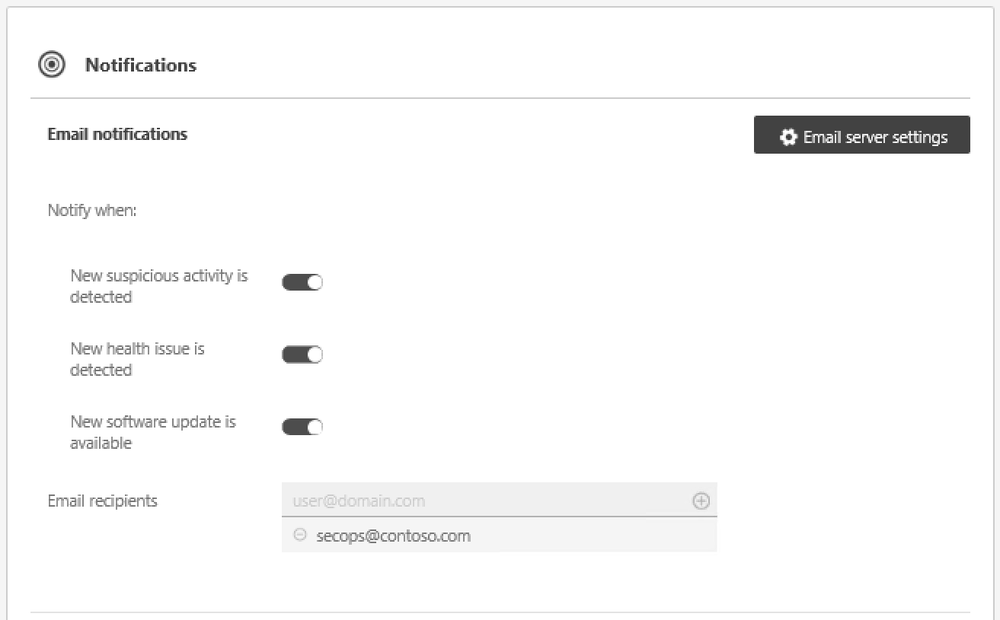 Notifications
Email notifications
Email server settings
Notify when:
New suspicious activity is
detected
New health issue is
detected
New software update is
available
Email recipients
user@domain.com
secops@contoso.com